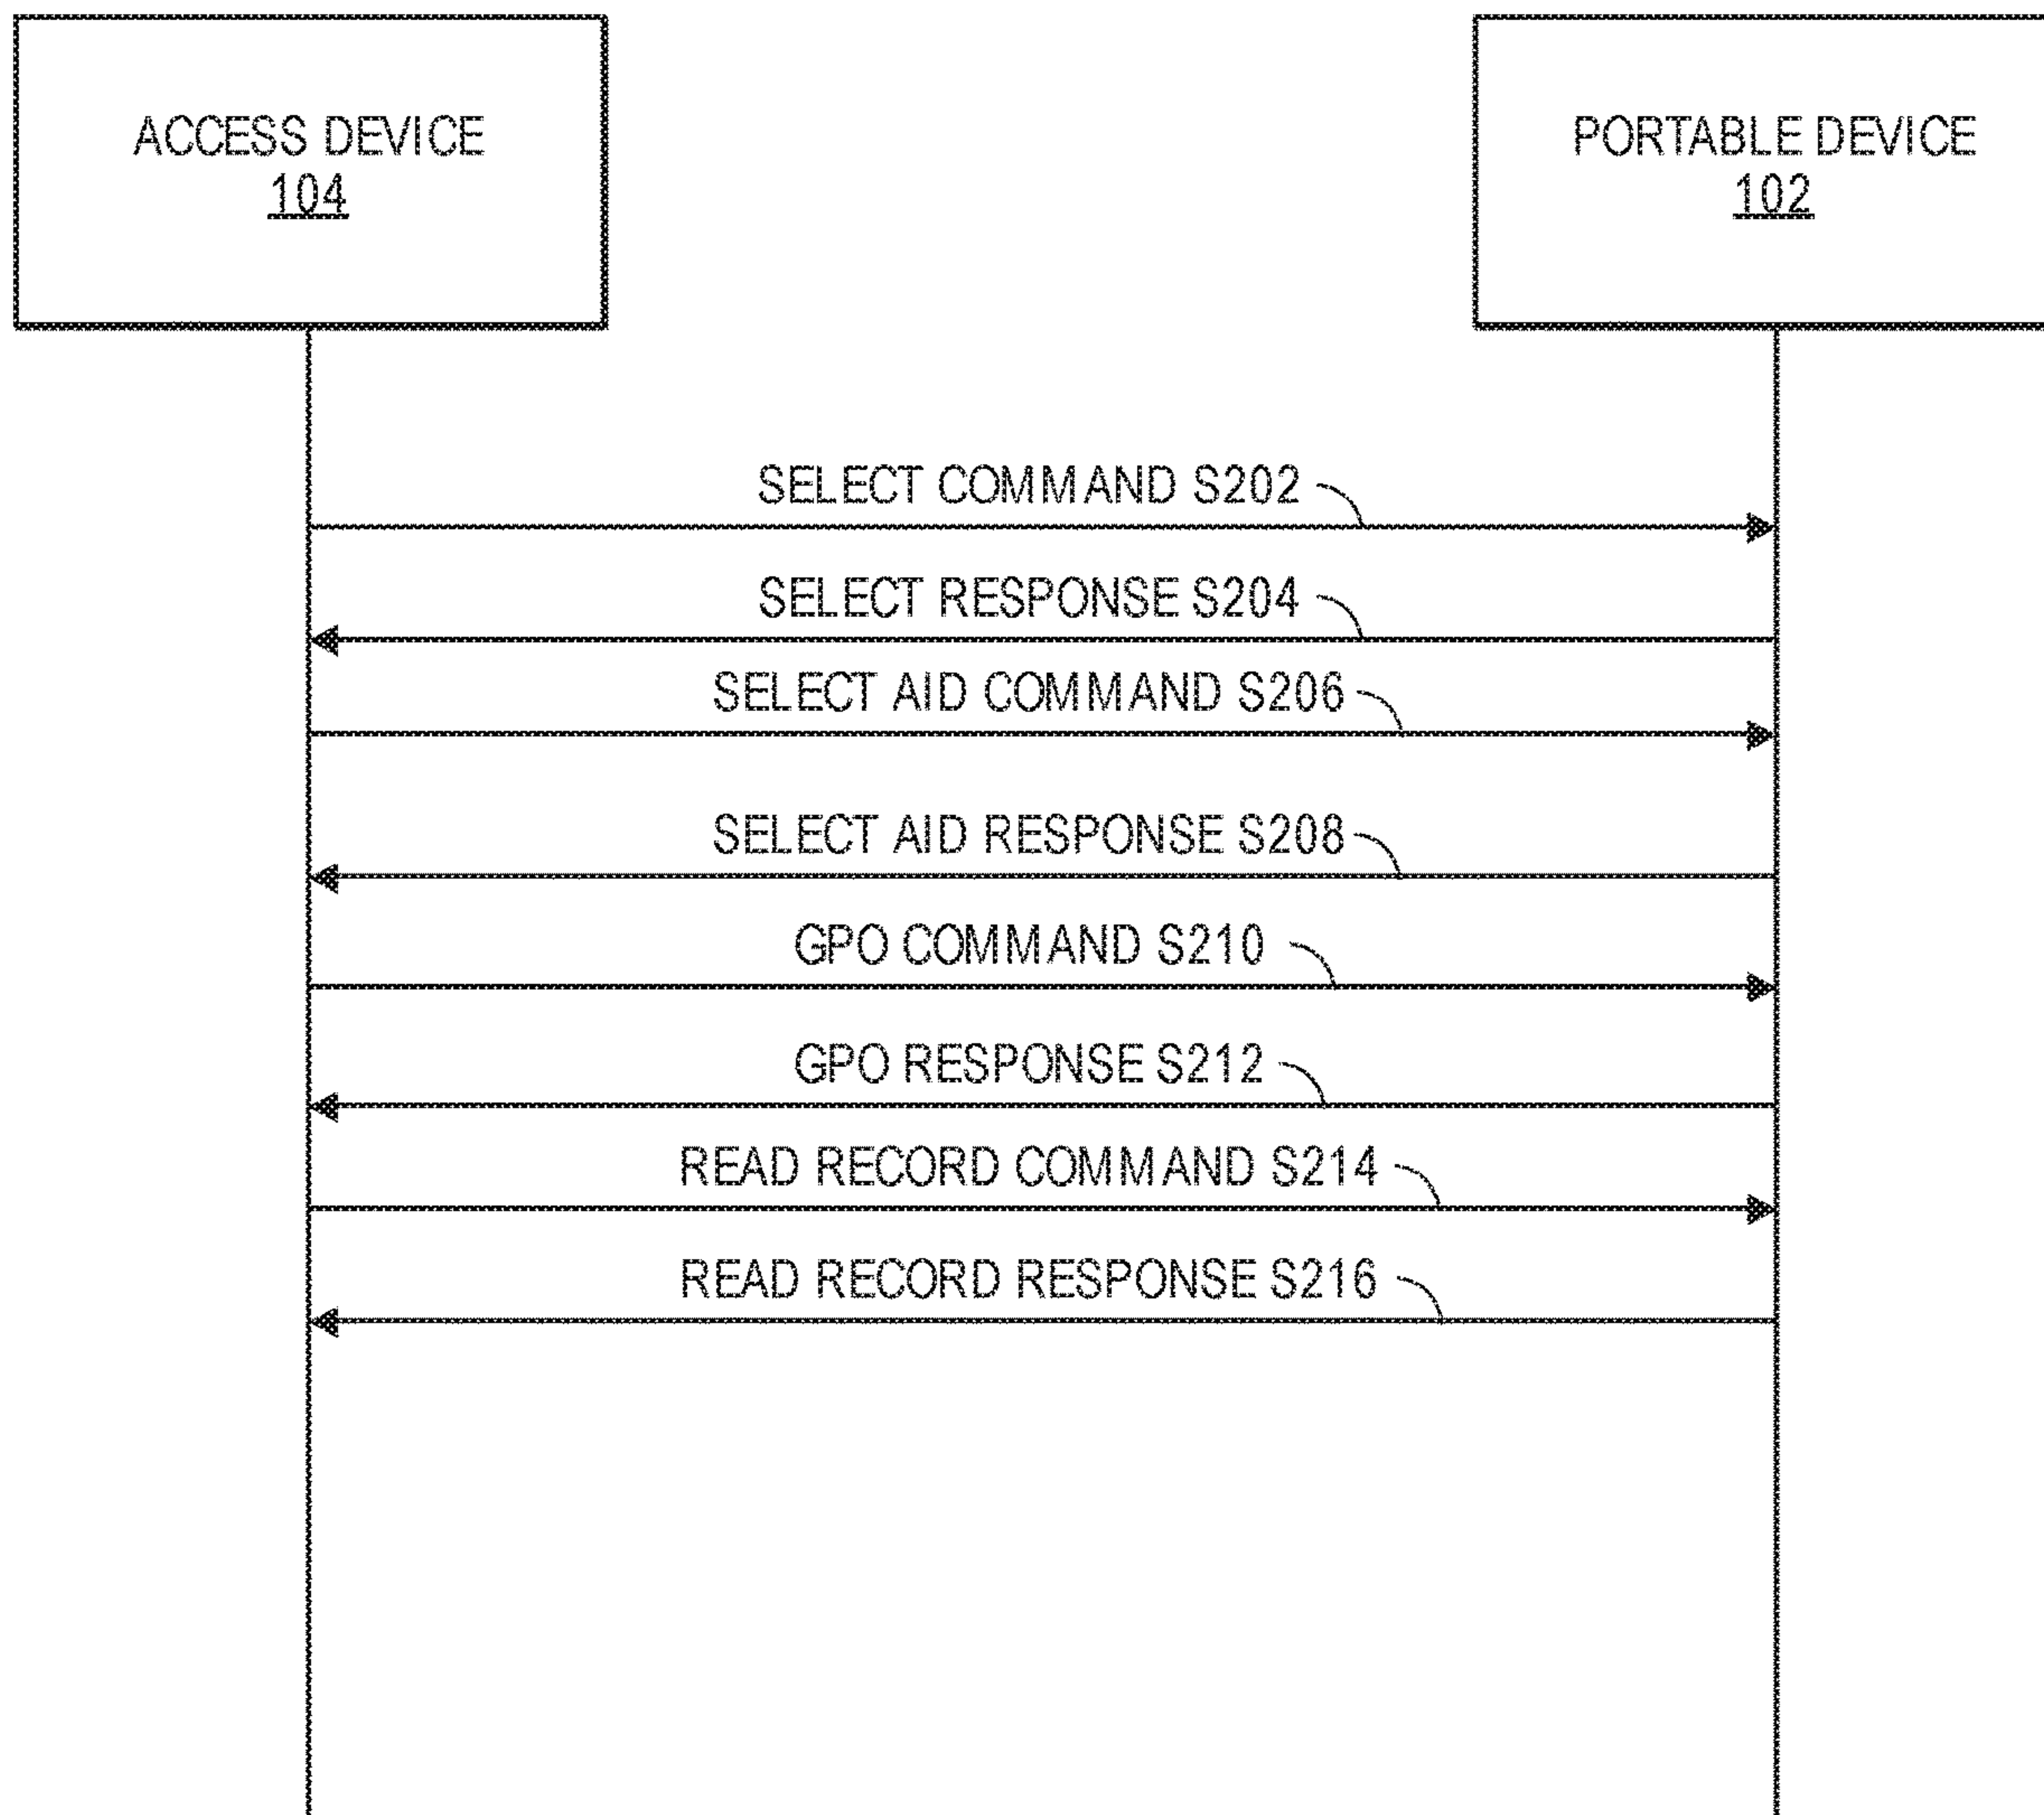 ACCESS DEVICE
104
PORTABLE DEVICE
102
SELECT COMMAND S202
SELECT RESPONSE S204
SELECT AID COMMAND S206
SELECT AID RESPONSE S208
GPO COMMAND S210
GPO RESPONSE S212
READ RECORD COMMAND S214
READ RECORD RESPONSE S216